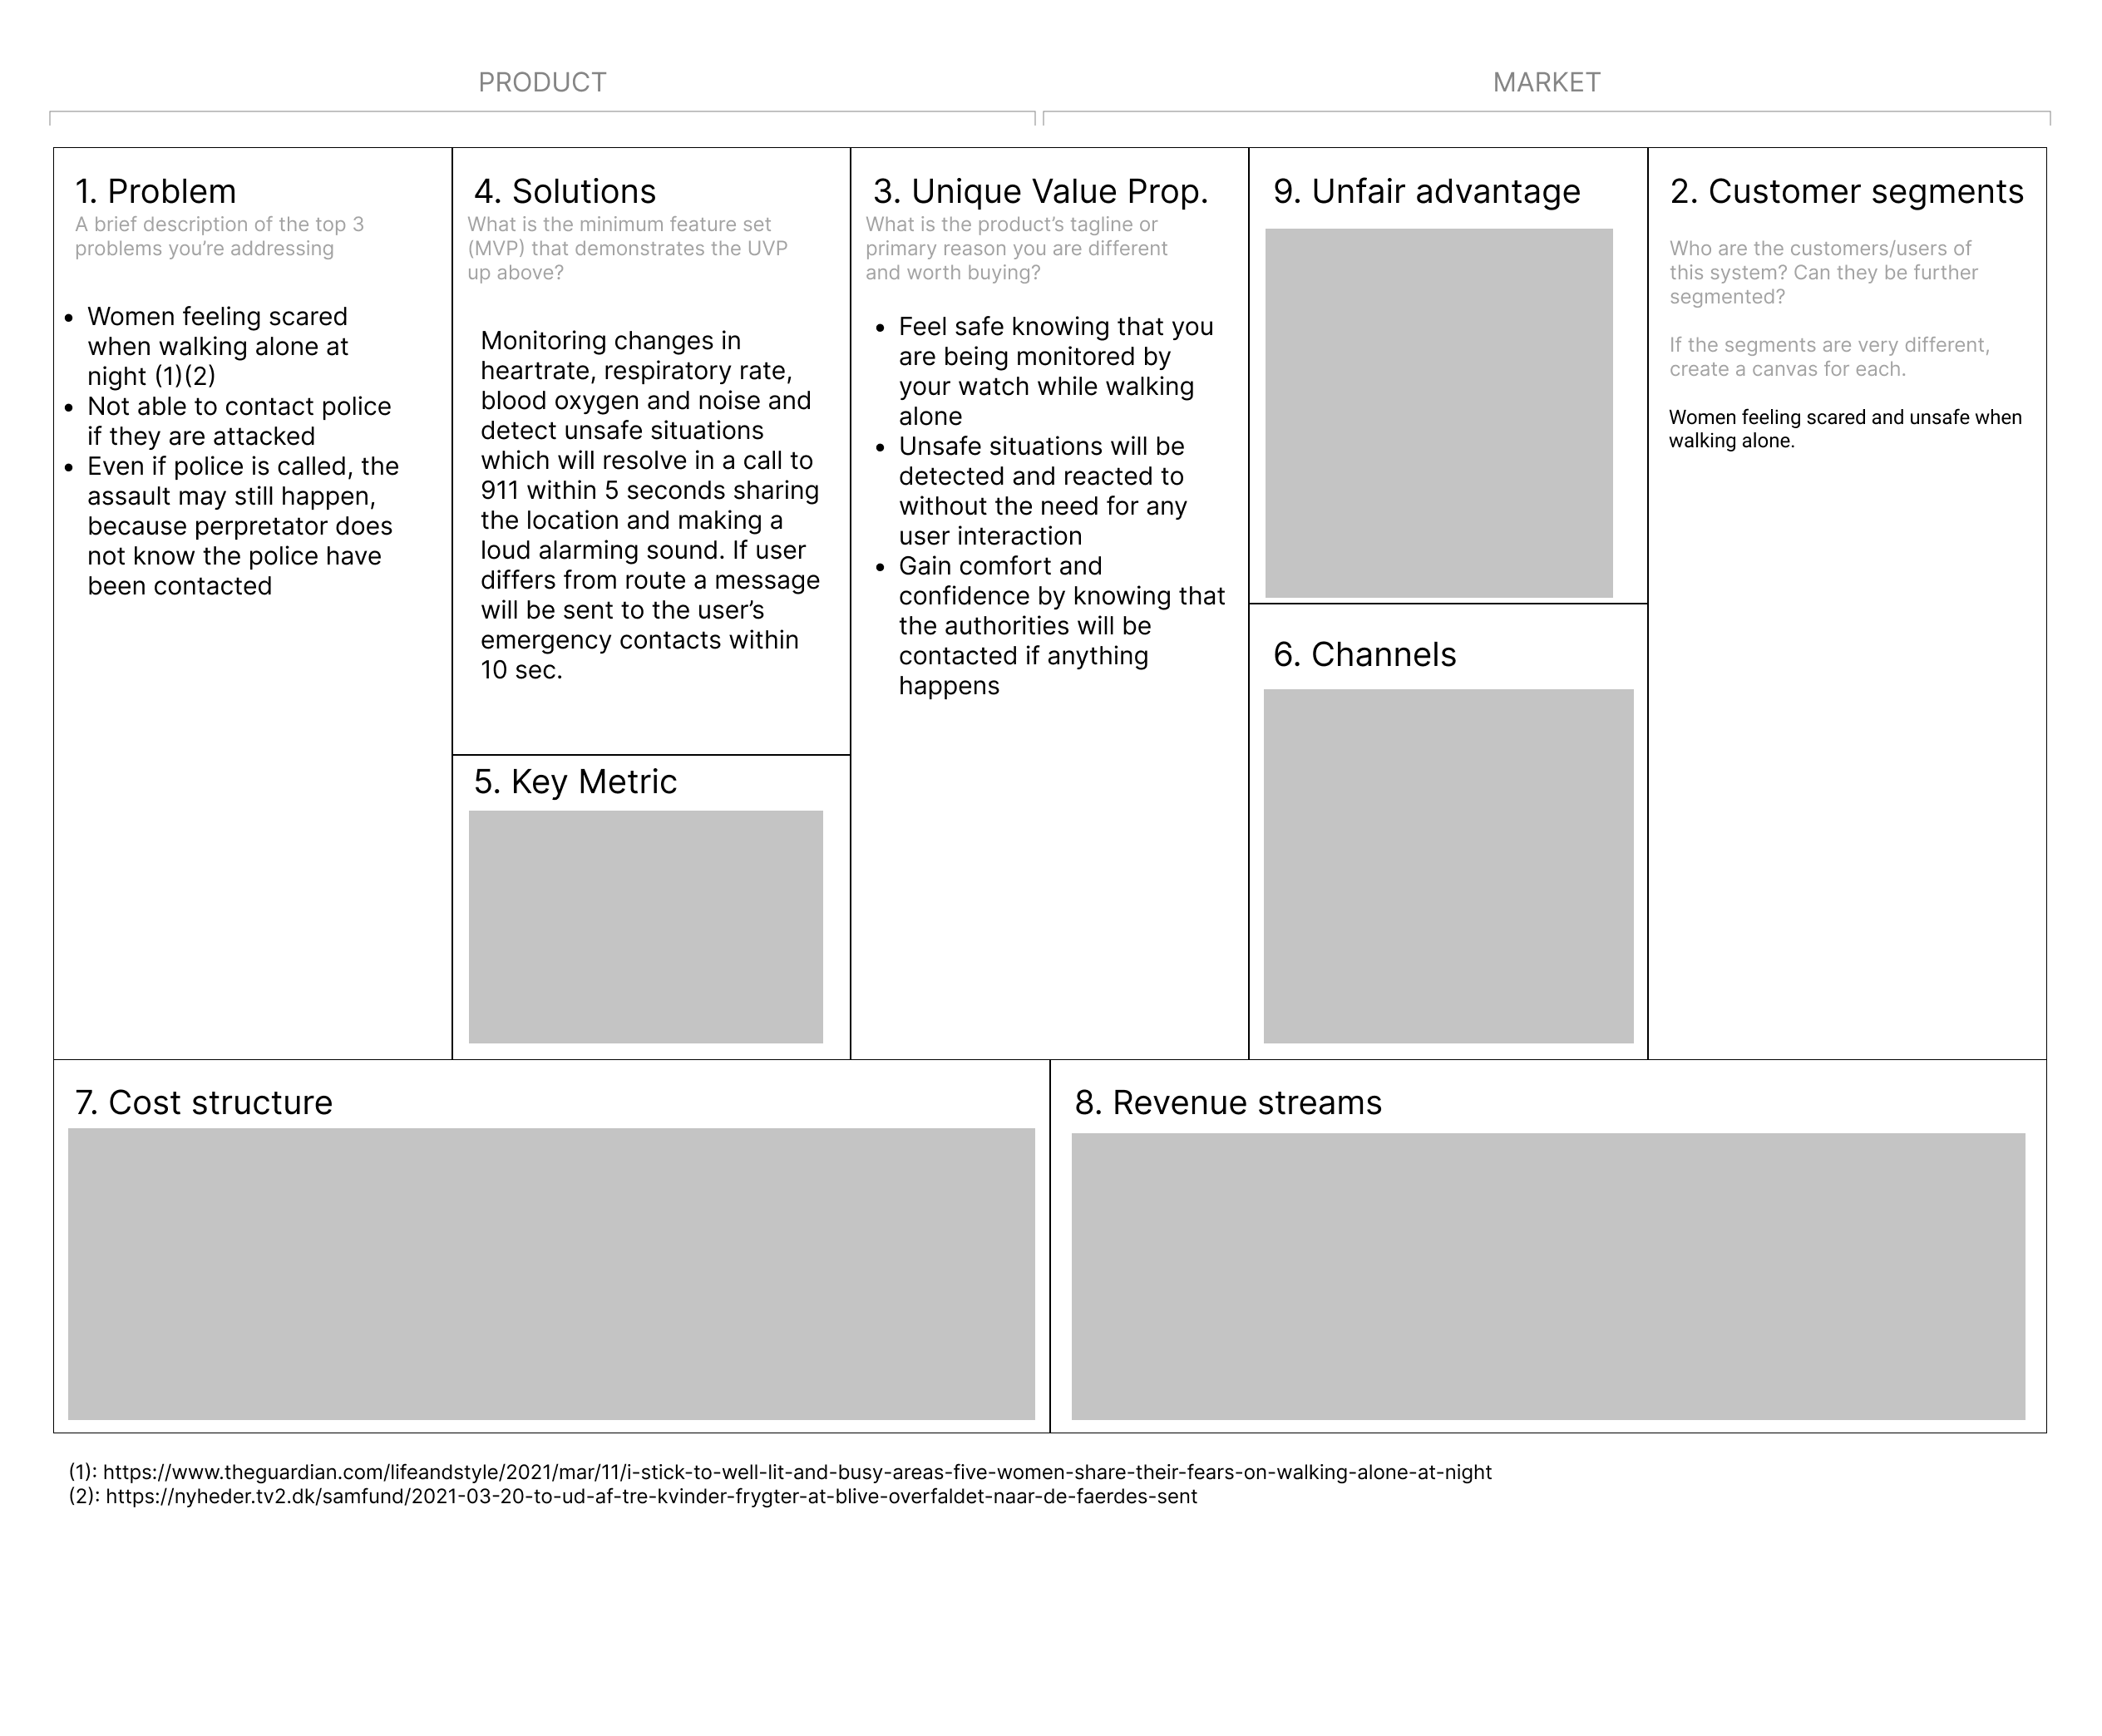 PRODUCT
MARKET
1. Problem
A brief description of the top 3
problems you're addressing
• Women feeling scared
when walking alone at
night (1)(2)
• Not able to contact police
if they are attacked
• Even if police is called, the
assault may still happen,
because perpretator does
not know the police have
been contacted
4. Solutions
What is the minimum feature set
(MVP) that demonstrates the UVP
up above?
Monitoring changes in
heartrate, respiratory rate,
blood oxygen and noise and
detect unsafe situations
which will resolve in a call to
911 within 5 seconds sharing
the location and making a
loud alarming sound. If user
differs from route a message
will be sent to the user's
emergency contacts within
10 sec.
5. Key Metric
3. Unique Value Prop.
What is the product's tagline or
primary reason you are different
and worth buying?
• Feel safe knowing that you
are being monitored by
your watch while walking
alone
• Unsafe situations will be
detected and reacted to
without the need for any
user interaction
• Gain comfort and
confidence by knowing that
the authorities will be
contacted if anything
happens
9. Unfair advantage
6. Channels
2. Customer segments
Who are the customers/users of
this system? Can they be further
segmented?
If the segments are very different,
create a canvas for each.
Women feeling scared and unsafe when
walking alone.
7. Cost structure
8. Revenue streams
(1): https://www.theguardian.com/lifeandstyle/2021/mar/11/i-stick-to-well-lit-and-busy-areas-five-women-share-their-fears-on-walking-alone-at-night
(2): https://nyheder.tv2.dk/samfund/2021-03-20-to-ud-af-tre-kvinder-frygter-at-blive-overfaldet-naar-de-faerdes-sent